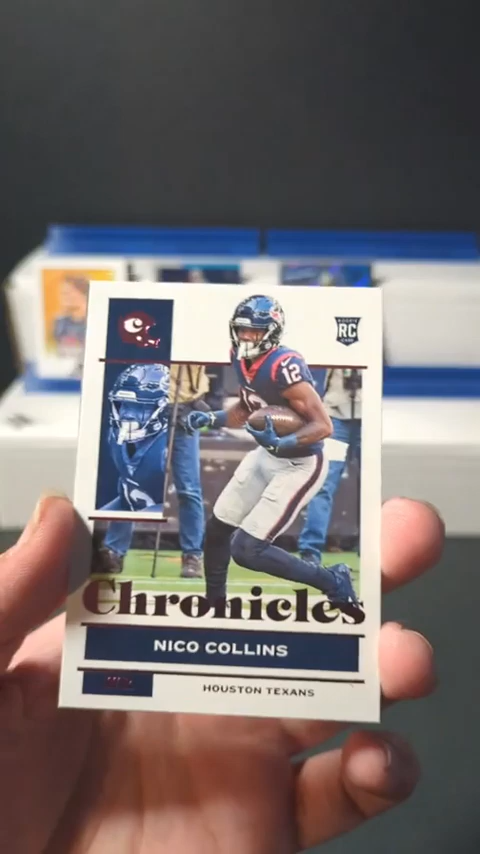 ROOKIE
RC
CARD
12
Chronicles
NICO COLLINS
HOUSTON TEXANS